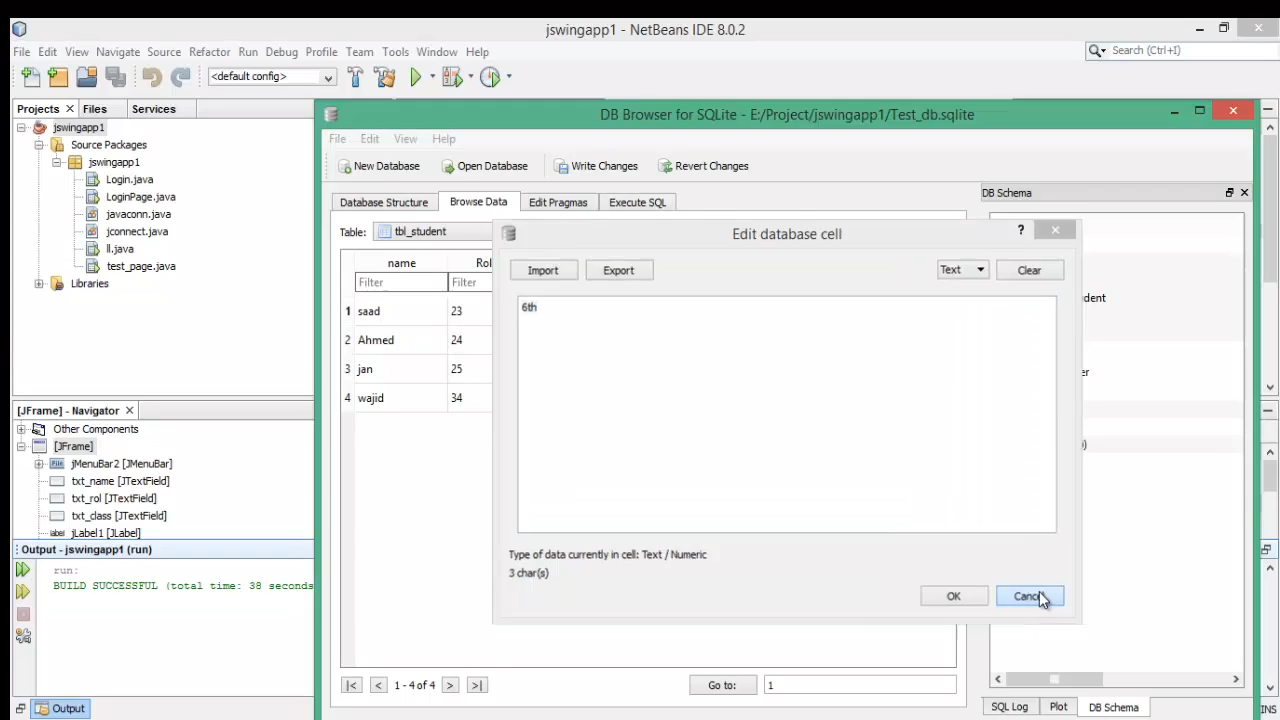 jswingapp1 - NetBeans IDE 8.0.2
File Edit View Navigate Source Refactor Run Debug Profile Team Tools Window Help
Search (Ctrl+I)
<default config>
Projects Files Services
jswingapp1
Source Packages
jswingapp1
Login.java
LoginPage.java
javaconn.java
jconnect.java
ll.java
test_page.java
Libraries
[JFrame] - Navigator
Other Components
[JFrame]
jMenuBar2 [JMenuBar]
txt_name [JTextField]
txt_rol [JTextField]
txt_class [JTextField]
label jLabel1 [JLabel]
Output - jswingapp1 (run)
run:
BUILD SUCCESSFUL (total time: 38 seconds
Output
DB Browser for SQLite - E:/Project/jswingapp1/Test_db.sqlite
File Edit View Help
New Database Open Database Write Changes Revert Changes
Database Structure Browse Data Edit Pragmas Execute SQL
Table: tbl_student
name Rol
Filter Filter
1 saad 23
2 Ahmed 24
3 jan 25
4 wajid 34
|< < 1 - 4 of 4 > >| Go to: 1
Edit database cell ?
Import Export Text Clear
6th
Type of data currently in cell: Text / Numeric
3 char(s)
OK
DB Schema
SQL Log Plot DB Schema
INS